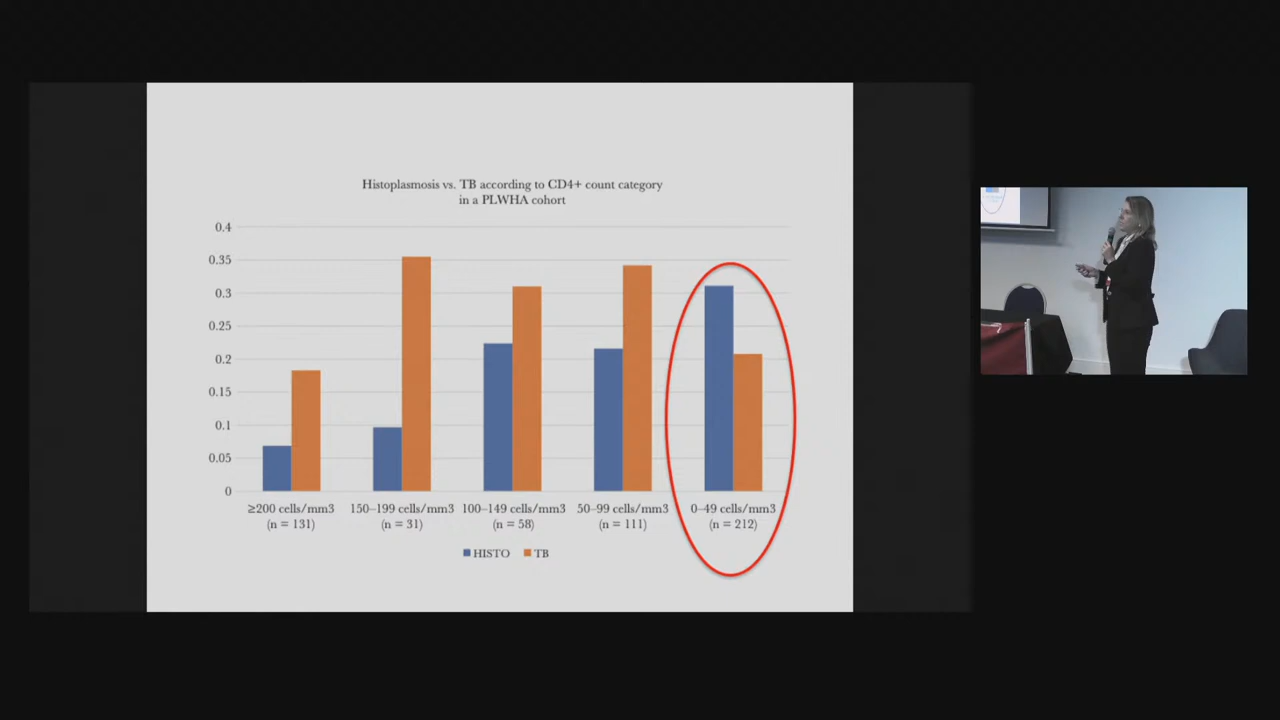 Histoplasmosis vs. TB according to CD4+ count category
in a PLWHA cohort
0.4
0.35
0.3
0.25
0.2
0.15
0.1
0.05
0
≥200 cells/mm3 150–199 cells/mm3 100–149 cells/mm3 50–99 cells/mm3 0–49 cells/mm3
(n = 131) (n = 31) (n = 58) (n = 111) (n = 212)
HISTO TB